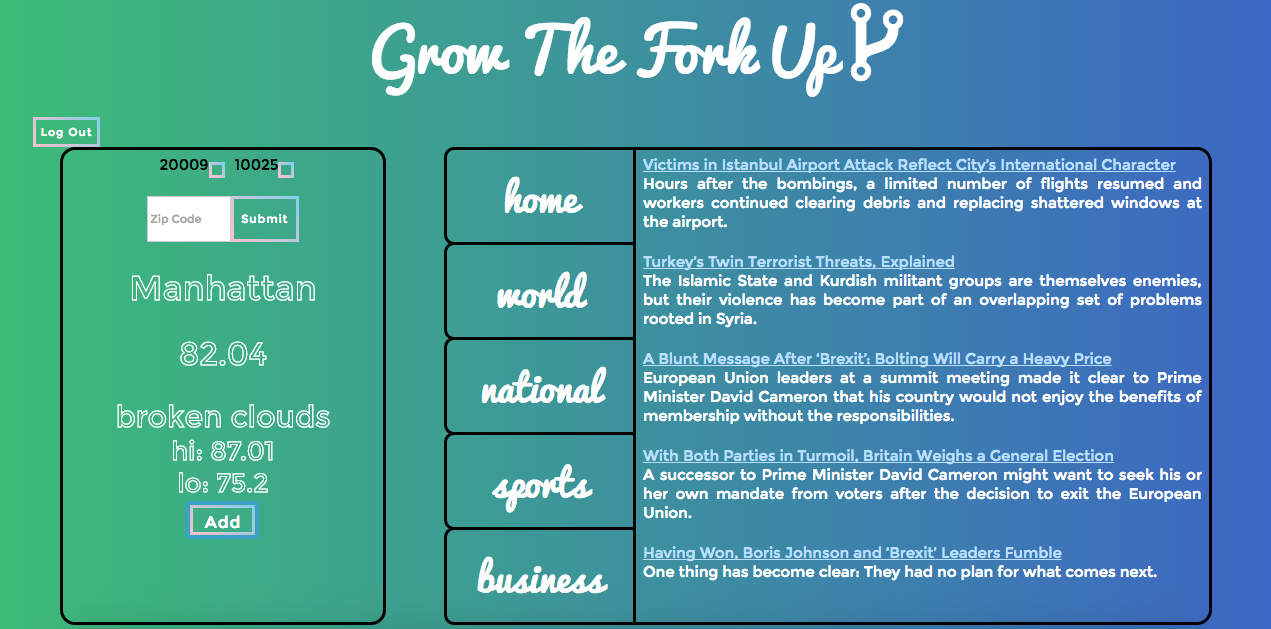 Grow The Fork Up
Log Out
20009 10025
Zip Code Submit
Manhattan
82.04
broken clouds
hi: 87.01
lo: 75.2
Add
home
world
national
sports
business
Victims in Istanbul Airport Attack Reflect City’s International Character
Hours after the bombings, a limited number of flights resumed and
workers continued clearing debris and replacing shattered windows at
the airport.
Turkey’s Twin Terrorist Threats, Explained
The Islamic State and Kurdish militant groups are themselves enemies,
but their violence has become part of an overlapping set of problems
rooted in Syria.
A Blunt Message After ‘Brexit’: Bolting Will Carry a Heavy Price
European Union leaders at a summit meeting made it clear to Prime
Minister David Cameron that his country would not enjoy the benefits of
membership without the responsibilities.
With Both Parties in Turmoil, Britain Weighs a General Election
A successor to Prime Minister David Cameron might want to seek his or
her own mandate from voters after the decision to exit the European
Union.
Having Won, Boris Johnson and ‘Brexit’ Leaders Fumble
One thing has become clear: They had no plan for what comes next.